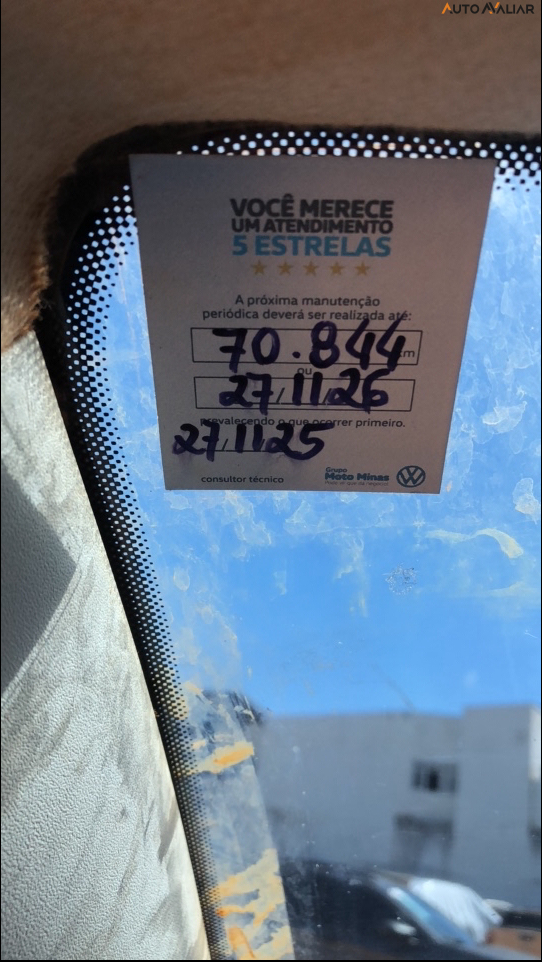 AUTO AVALIAR
VOCÊ MERECE
UM ATENDIMENTO
5 ESTRELAS
A próxima manutenção
periódica deverá ser realizada até:
70.844 km
ou
27/11/26
prevalecendo o que ocorrer primeiro.
27/11/25
consultor técnico
Grupo
Moto Minas